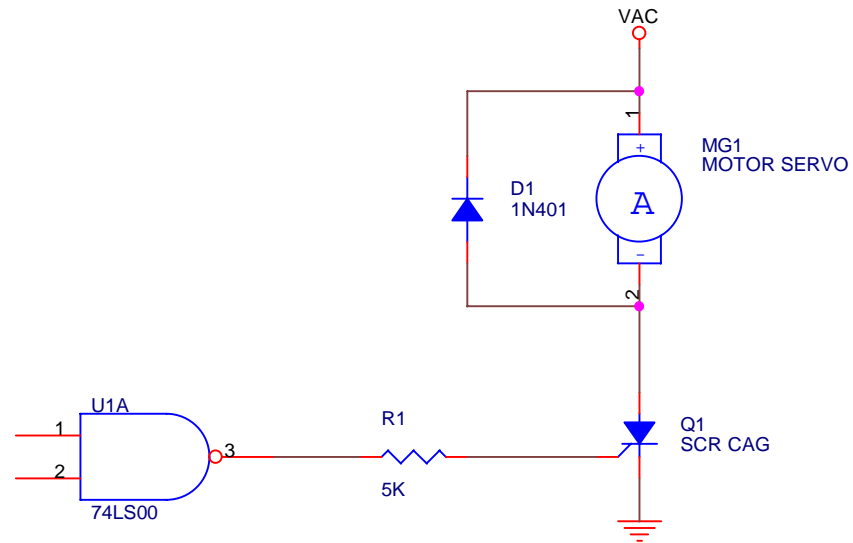 VAC
1
+
MG1
MOTOR SERVO
D1
1N401
A
-
2
U1A
1
2
3
74LS00
R1
5K
Q1
SCR CAG